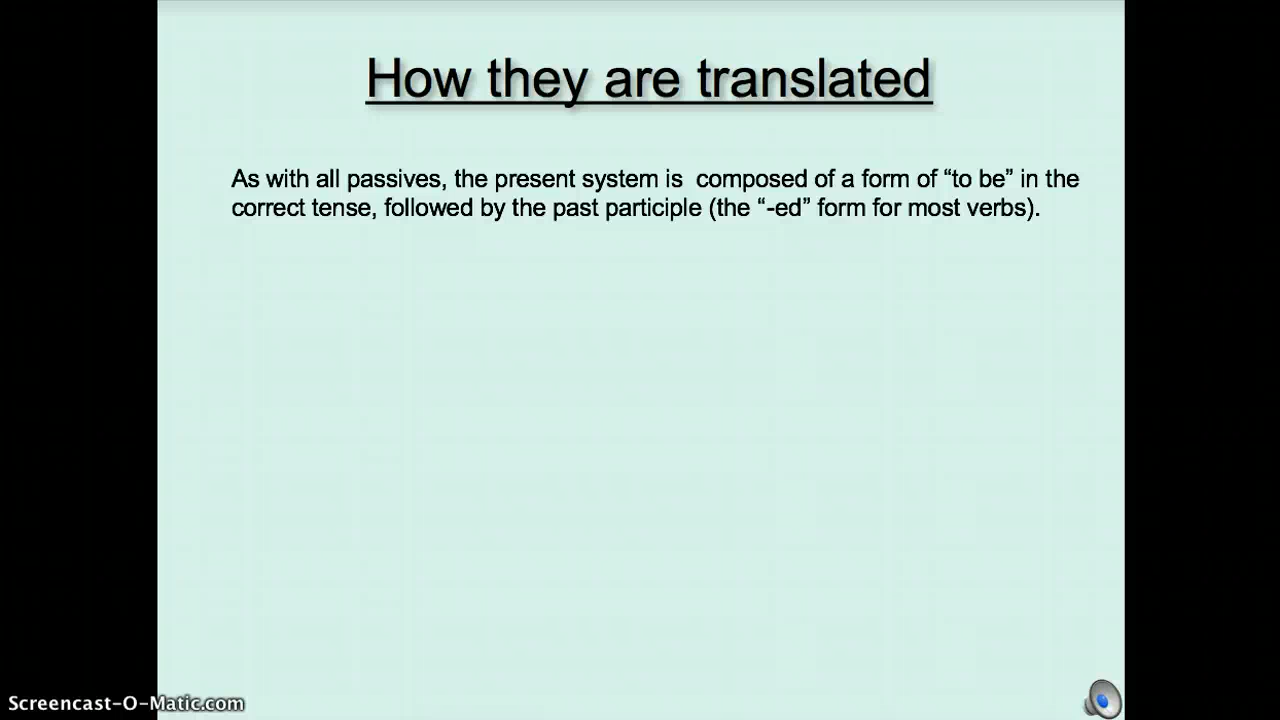 How they are translated
As with all passives, the present system is  composed of a form of “to be” in the
correct tense, followed by the past participle (the “-ed” form for most verbs).
Screencast-O-Matic.com